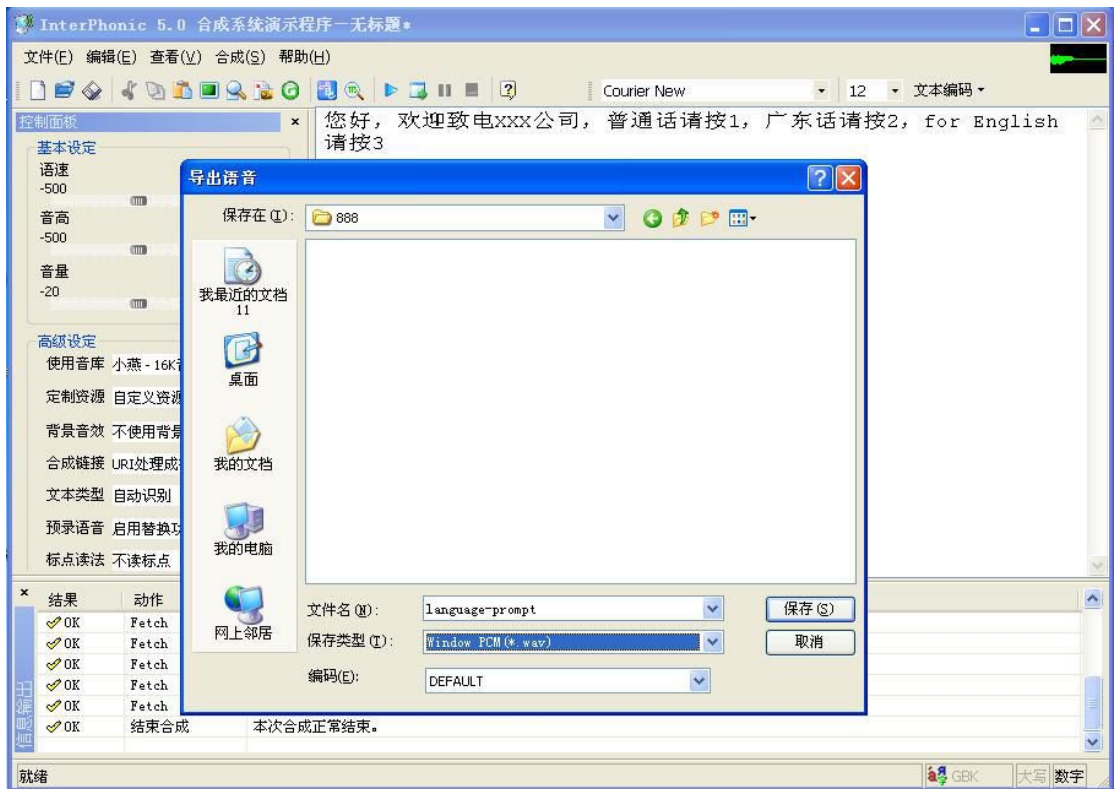 InterPhonic 5.0 合成系统演示程序－无标题*
文件(F) 编辑(E) 查看(V) 合成(S) 帮助(H)
Courier New 12 文本编码
控制面板
您好，欢迎致电XXX公司，普通话请按1，广东话请按2，for English
请按3
基本设定
语速
-500
音高
-500
音量
-20
高级设定
使用音库 小燕 - 16K
定制资源 自定义资源
背景音效 不使用背景
合成链接 URI处理成
文本类型 自动识别
预录语音 启用替换功
标点读法 不读标点
导出语音
保存在(I): 888
我最近的文档
11
桌面
我的文档
我的电脑
网上邻居
文件名(N): language-prompt 保存(S)
保存类型(T): Window PCM(*.wav) 取消
编码(E): DEFAULT
结果 动作
OK Fetch
OK Fetch
OK Fetch
OK Fetch
OK Fetch
OK 结束合成 本次合成正常结束。
信息输出
就绪 GBK 大写 数字